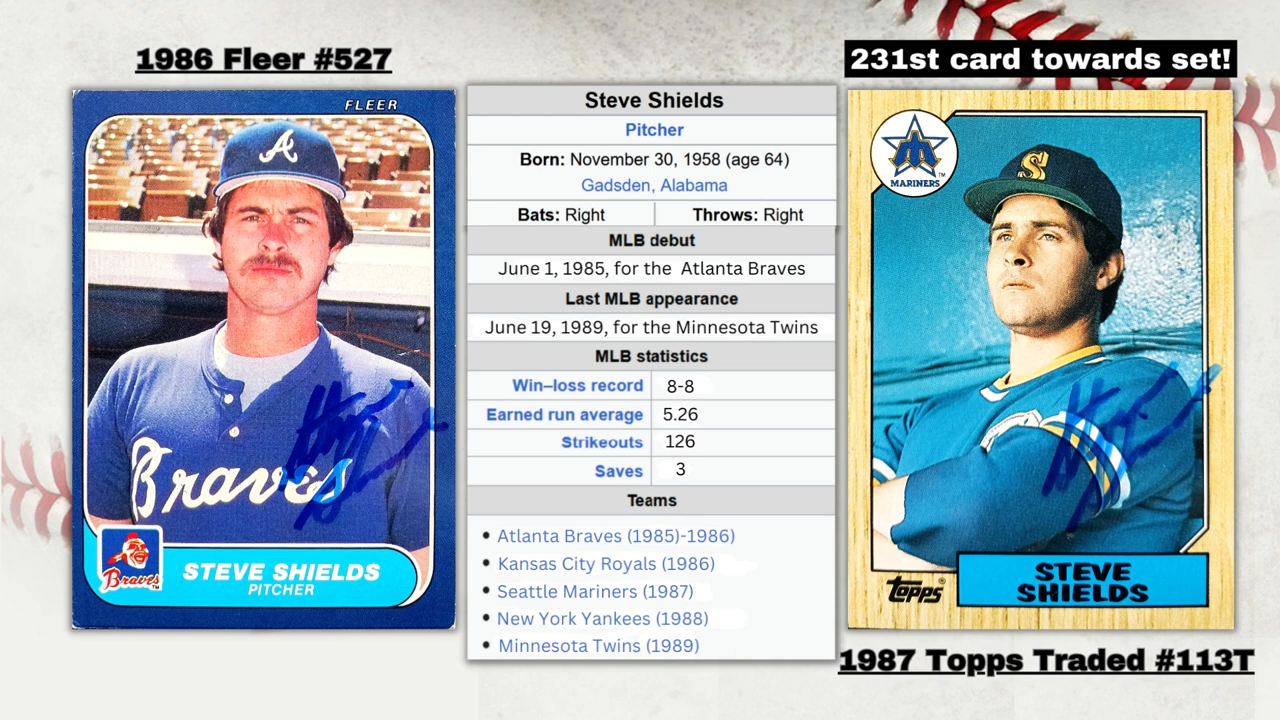 1986 Fleer #527
231st card towards set!
FLEER
A
Braves
Braves
TM
STEVE SHIELDS
PITCHER
Steve Shields
Pitcher
Born: November 30, 1958 (age 64)
Gadsden, Alabama
Bats: Right Throws: Right
MLB debut
June 1, 1985, for the Atlanta Braves
Last MLB appearance
June 19, 1989, for the Minnesota Twins
MLB statistics
Win–loss record 8-8
Earned run average 5.26
Strikeouts 126
Saves 3
Teams
• Atlanta Braves (1985)-1986)
• Kansas City Royals (1986)
• Seattle Mariners (1987)
• New York Yankees (1988)
• Minnesota Twins (1989)
MARINERS
TM
S
topps®
STEVE
SHIELDS
1987 Topps Traded #113T